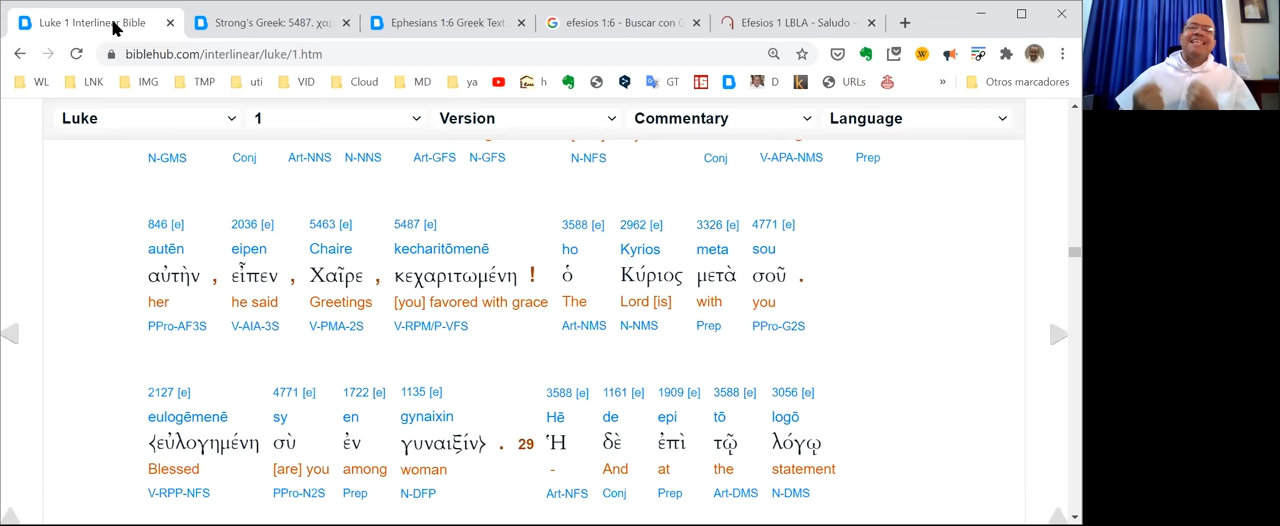 Luke 1 Interlinear Bible × Strong's Greek: 5487. χα × Ephesians 1:6 Greek Text × efesios 1:6 - Buscar con G × Efesios 1 LBLA - Saludo - × +
biblehub.com/interlinear/luke/1.htm
WL LNK IMG TMP uti VID Cloud MD ya h GT D URLs » Otros marcadores
Luke 1 Version Commentary Language
N-GMS Conj Art-NNS N-NNS Art-GFS N-GFS N-NFS Conj V-APA-NMS Prep
846 [e] 2036 [e] 5463 [e] 5487 [e] 3588 [e] 2962 [e] 3326 [e] 4771 [e]
autēn eipen Chaire kecharitōmenē ho Kyrios meta sou
αὐτὴν , εἶπεν , Χαῖρε , κεχαριτωμένη ! ὁ Κύριος μετὰ σοῦ .
her he said Greetings [you] favored with grace The Lord [is] with you
PPro-AF3S V-AIA-3S V-PMA-2S V-RPM/P-VFS Art-NMS N-NMS Prep PPro-G2S
2127 [e] 4771 [e] 1722 [e] 1135 [e] 3588 [e] 1161 [e] 1909 [e] 3588 [e] 3056 [e]
eulogēmenē sy en gynaixin Hē de epi tō logō
⧼εὐλογημένη σὺ ἐν γυναιξίν⧽ . 29 Ἡ δὲ ἐπὶ τῷ λόγῳ
Blessed [are] you among woman - And at the statement
V-RPP-NFS PPro-N2S Prep N-DFP Art-NFS Conj Prep Art-DMS N-DMS